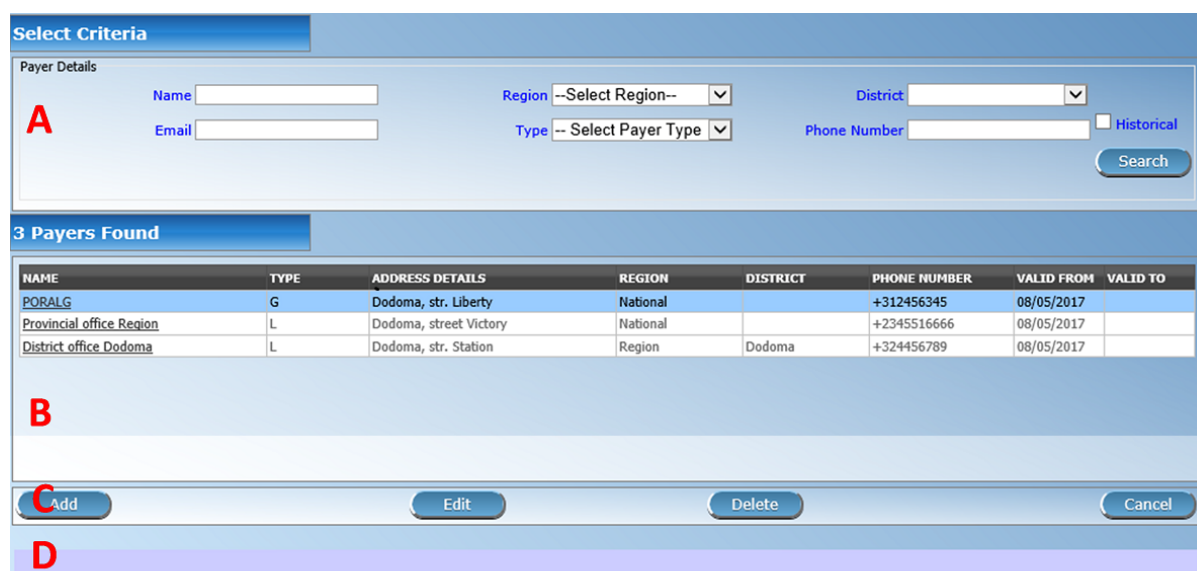 Select Criteria
Payer Details
Name Region --Select Region-- District
A
Email Type -- Select Payer Type Phone Number Historical
Search
3 Payers Found
NAME TYPE ADDRESS DETAILS REGION DISTRICT PHONE NUMBER VALID FROM VALID TO
PORALG G Dodoma, str. Liberty National +312456345 08/05/2017
Provincial office Region L Dodoma, street Victory National +2345516666 08/05/2017
District office Dodoma L Dodoma, str. Station Region Dodoma +324456789 08/05/2017
B
C Add Edit Delete Cancel
D